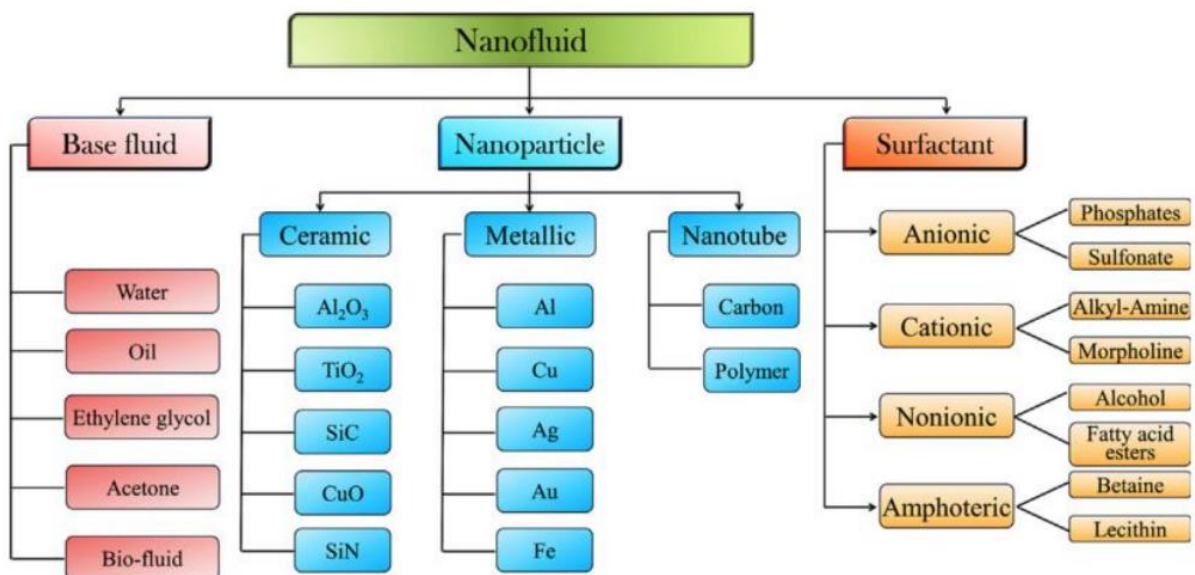 Nanofluid
Base fluid
Nanoparticle
Surfactant
Water
Oil
Ethylene glycol
Acetone
Bio-fluid
Ceramic
Al₂O₃
TiO₂
SiC
CuO
SiN
Metallic
Al
Cu
Ag
Au
Fe
Nanotube
Carbon
Polymer
Anionic
Phosphates
Sulfonate
Cationic
Alkyl-Amine
Morpholine
Nonionic
Alcohol
Fatty acid
esters
Amphoteric
Betaine
Lecithin